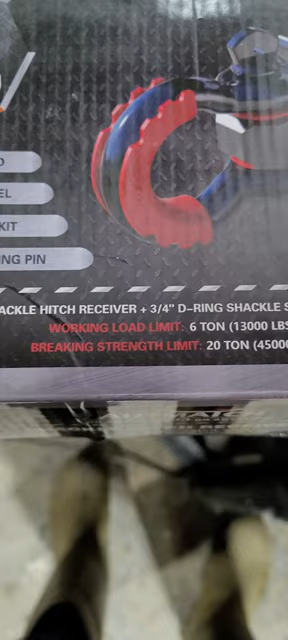 EL
KIT
NG PIN
ACKLE HITCH RECEIVER + 3/4" D-RING SHACKLE S
WORKING LOAD LIMIT: 6 TON (13000 LBS
BREAKING STRENGTH LIMIT: 20 TON (45000